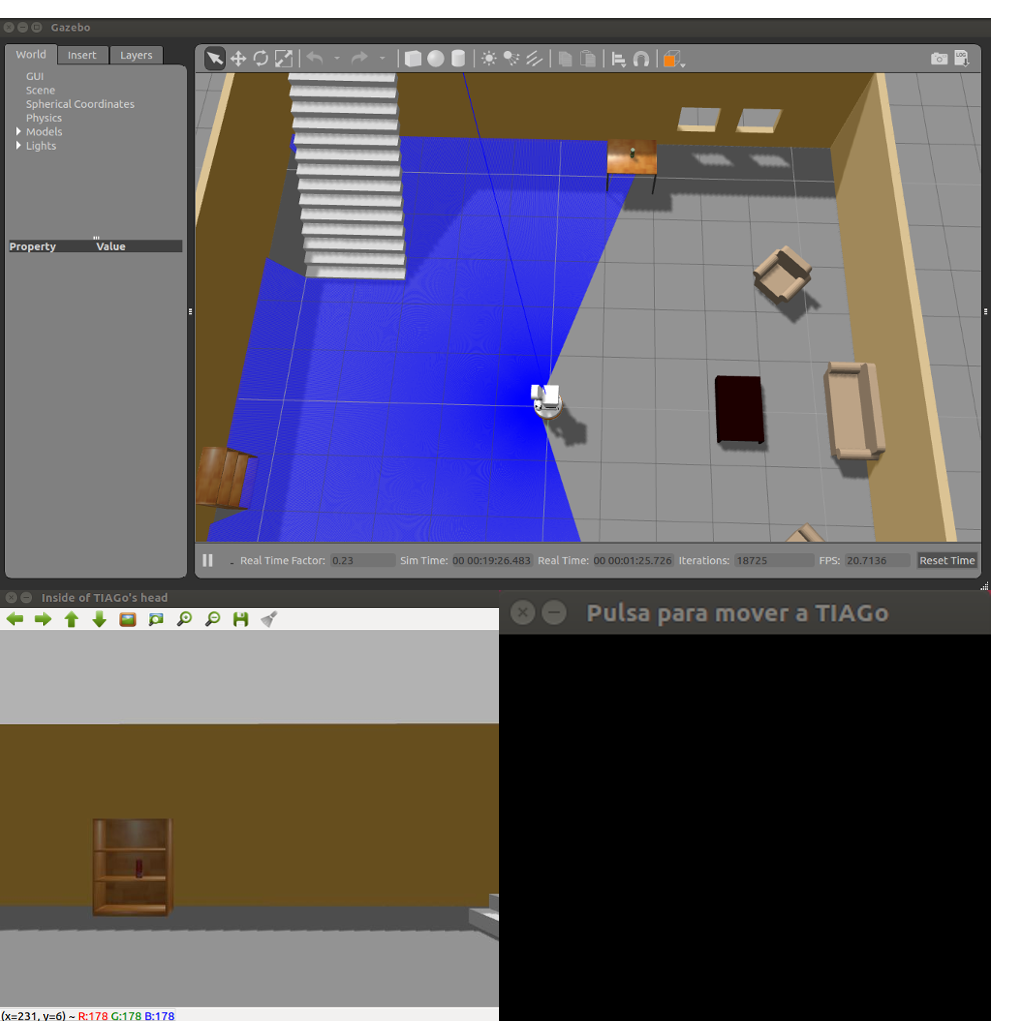 Gazebo
World Insert Layers
GUI
Scene
Spherical Coordinates
Physics
Models
Lights
Property Value
LOG
Real Time Factor: 0.23 Sim Time: 00 00:19:26.483 Real Time: 00 00:01:25.726 Iterations: 18725 FPS: 20.7136 Reset Time
Inside of TIAGo's head
Pulsa para mover a TIAGo
(x=231, y=6) ~ R:178 G:178 B:178